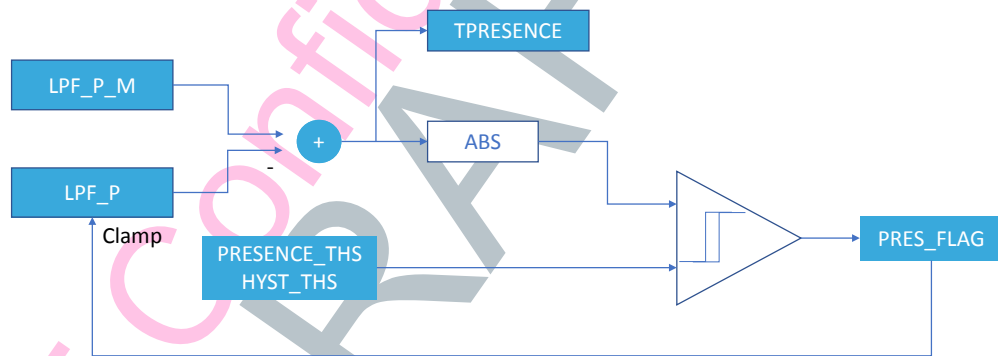 TPRESENCE
LPF_P_M
+
ABS
-
LPF_P
Clamp
PRESENCE_THS
HYST_THS
PRES_FLAG